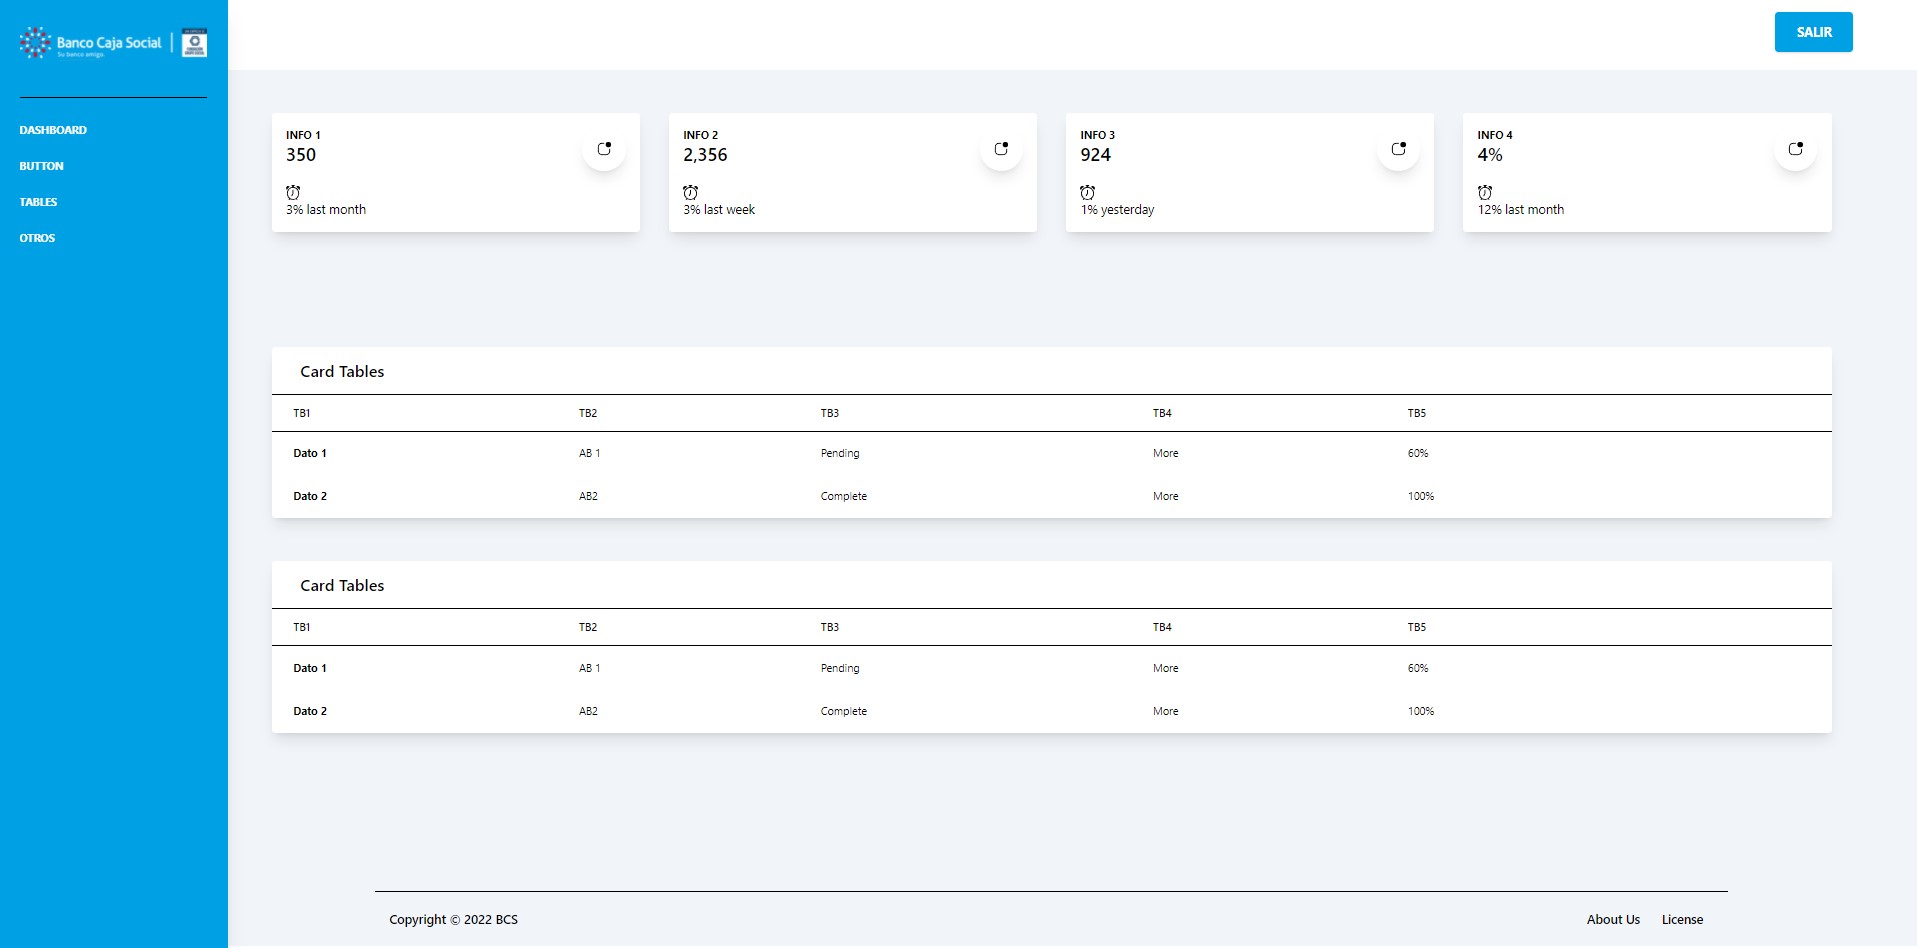 Banco Caja Social
Su banco amigo.
SALIR
DASHBOARD
BUTTON
TABLES
OTROS
INFO 1
350
3% last month
INFO 2
2,356
3% last week
INFO 3
924
1% yesterday
INFO 4
4%
12% last month
Card Tables
TB1 TB2 TB3 TB4 TB5
Dato 1 AB 1 Pending More 60%
Dato 2 AB2 Complete More 100%
Card Tables
TB1 TB2 TB3 TB4 TB5
Dato 1 AB 1 Pending More 60%
Dato 2 AB2 Complete More 100%
Copyright © 2022 BCS
About Us License